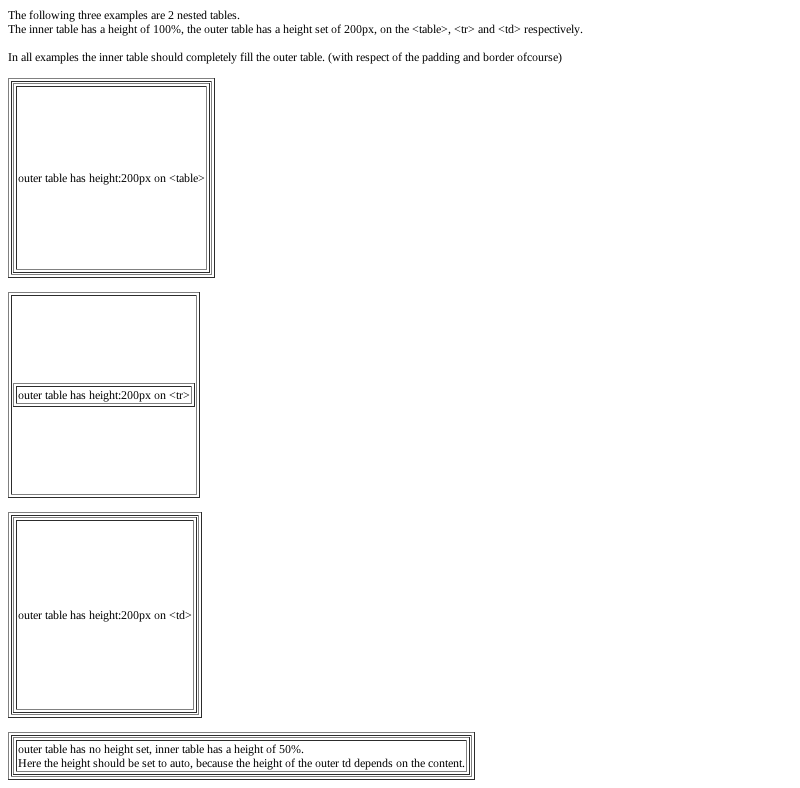 The following three examples are 2 nested tables.
The inner table has a height of 100%, the outer table has a height set of 200px, on the <table>, <tr> and <td> respectively.
In all examples the inner table should completely fill the outer table. (with respect of the padding and border ofcourse)
outer table has height:200px on <table>
outer table has height:200px on <tr>
outer table has height:200px on <td>
outer table has no height set, inner table has a height of 50%.
Here the height should be set to auto, because the height of the outer td depends on the content.